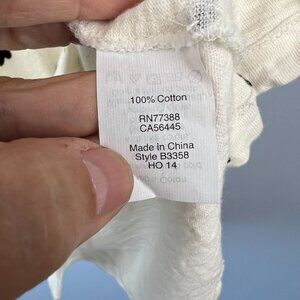 100% Cotton
RN77388
CA56445
Made in China
Style B3358
HO 14